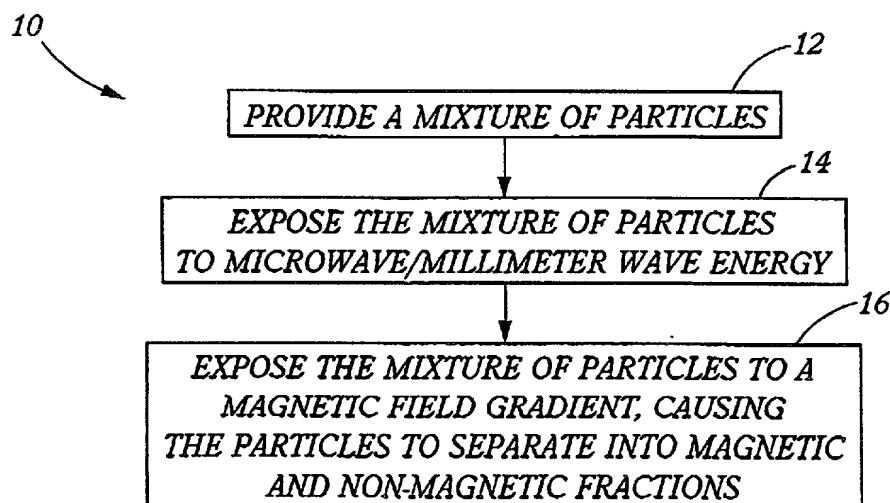 10
12
PROVIDE A MIXTURE OF PARTICLES
14
EXPOSE THE MIXTURE OF PARTICLES
TO MICROWAVE/MILLIMETER WAVE ENERGY
16
EXPOSE THE MIXTURE OF PARTICLES TO A
MAGNETIC FIELD GRADIENT, CAUSING
THE PARTICLES TO SEPARATE INTO MAGNETIC
AND NON-MAGNETIC FRACTIONS